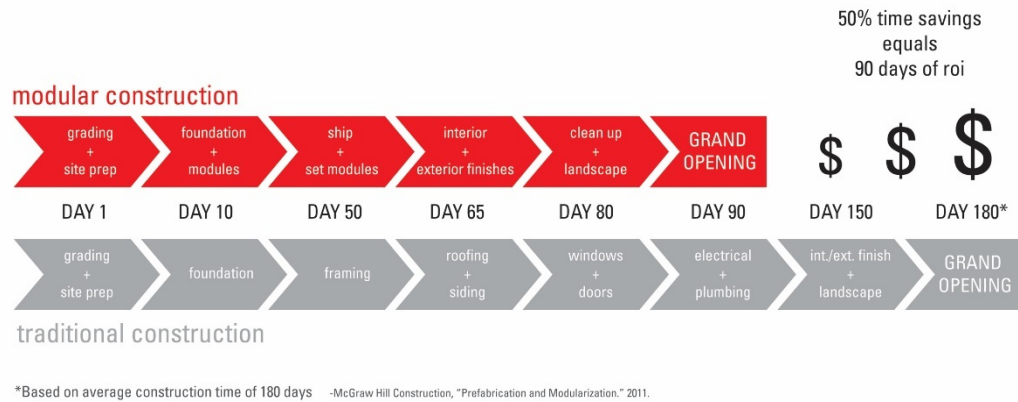 50% time savings
equals
90 days of roi
modular construction
grading
+
site prep
foundation
+
modules
ship
+
set modules
interior
+
exterior finishes
clean up
+
landscape
GRAND
OPENING
$ $ $
DAY 1 DAY 10 DAY 50 DAY 65 DAY 80 DAY 90 DAY 150 DAY 180*
grading
+
site prep
foundation
framing
roofing
+
siding
windows
+
doors
electrical
+
plumbing
int./ext. finish
+
landscape
GRAND
OPENING
traditional construction
*Based on average construction time of 180 days -McGraw Hill Construction, "Prefabrication and Modularization." 2011.